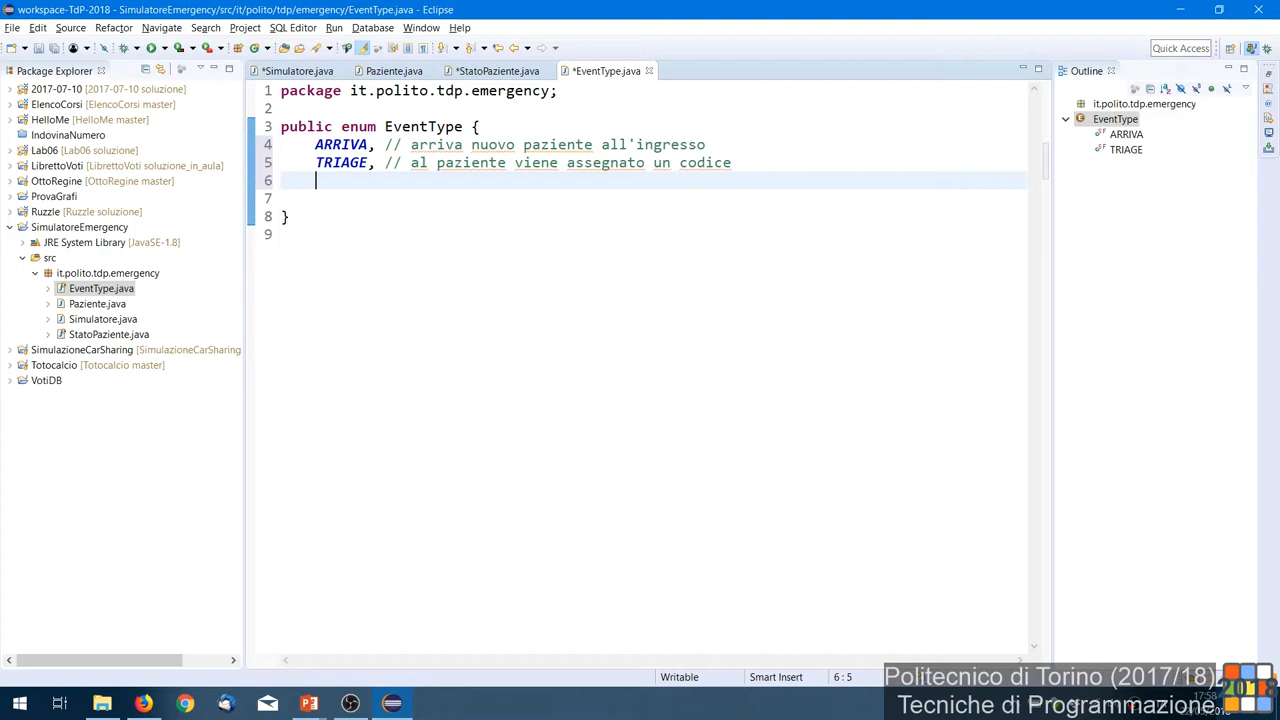 workspace-TdP-2018 - SimulatoreEmergency/src/it/polito/tdp/emergency/EventType.java - Eclipse
File Edit Source Refactor Navigate Search Project SQL Editor Run Database Window Help
Quick Access
Package Explorer
*Simulatore.java Paziente.java *StatoPaziente.java *EventType.java
Outline
2017-07-10 [2017-07-10 soluzione]
ElencoCorsi [ElencoCorsi master]
HelloMe [HelloMe master]
IndovinaNumero
Lab06 [Lab06 soluzione]
LibrettoVoti [LibrettoVoti soluzione_in_aula]
OttoRegine [OttoRegine master]
ProvaGrafi
Ruzzle [Ruzzle soluzione]
SimulatoreEmergency
JRE System Library [JavaSE-1.8]
src
it.polito.tdp.emergency
EventType.java
Paziente.java
Simulatore.java
StatoPaziente.java
SimulazioneCarSharing [SimulazioneCarSharing
Totocalcio [Totocalcio master]
VotiDB
1 package it.polito.tdp.emergency;
2
3 public enum EventType {
4 ARRIVA, // arriva nuovo paziente all'ingresso
5 TRIAGE, // al paziente viene assegnato un codice
6
7
8 }
9
it.polito.tdp.emergency
EventType
ARRIVA
TRIAGE
Writable Smart Insert 6 : 5
Politecnico di Torino (2017/18)
Tecniche di Programmazione
2018
17:58